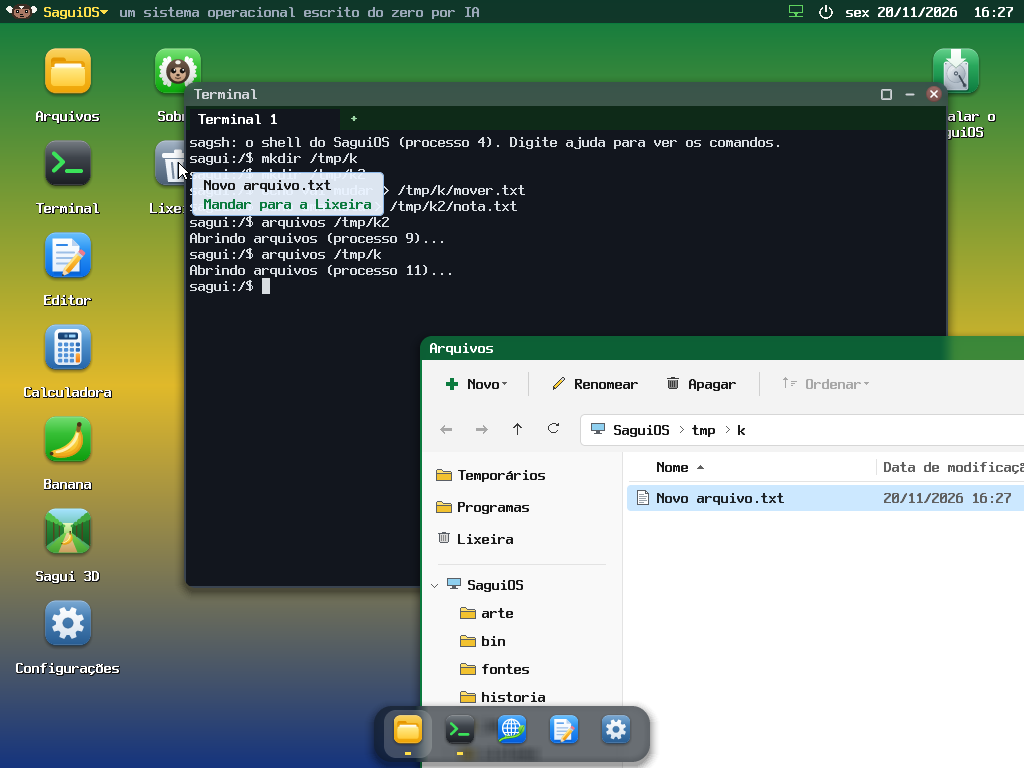 SaguiOS um sistema operacional escrito do zero por IA sex 20/11/2026 16:27
Arquivos
Terminal
Editor
Calculadora
Banana
Sagui 3D
Configurações
Terminal
Terminal 1 +
sagsh: o shell do SaguiOS (processo 4). Digite ajuda para ver os comandos.
sagui:/$ mkdir /tmp/k
sagui:/$ mkdir /tmp/k2
Novo arquivo.txt
Mandar para a Lixeira
> /tmp/k/mover.txt
/tmp/k2/nota.txt
sagui:/$ arquivos /tmp/k2
Abrindo arquivos (processo 9)...
sagui:/$ arquivos /tmp/k
Abrindo arquivos (processo 11)...
sagui:/$
Arquivos
Novo Renomear Apagar Ordenar
SaguiOS > tmp > k
Temporários
Programas
Lixeira
SaguiOS
arte
bin
fontes
historia
Nome Data de modificaçã
Novo arquivo.txt 20/11/2026 16:27